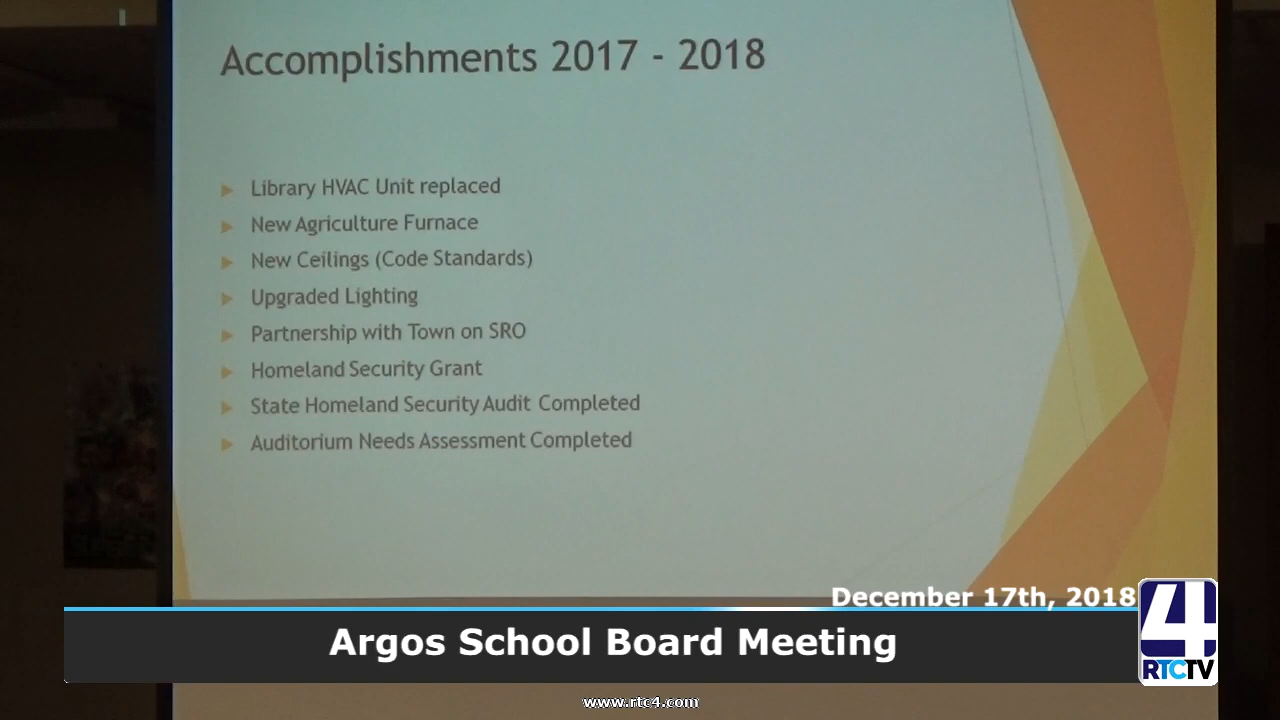 Accomplishments 2017 - 2018
Library HVAC Unit replaced
New Agriculture Furnace
New Ceilings (Code Standards)
Upgraded Lighting
Partnership with Town on SRO
Homeland Security Grant
State Homeland Security Audit Completed
Auditorium Needs Assessment Completed
December 17th, 2018
Argos School Board Meeting
4
RTCTV
www.rtc4.com